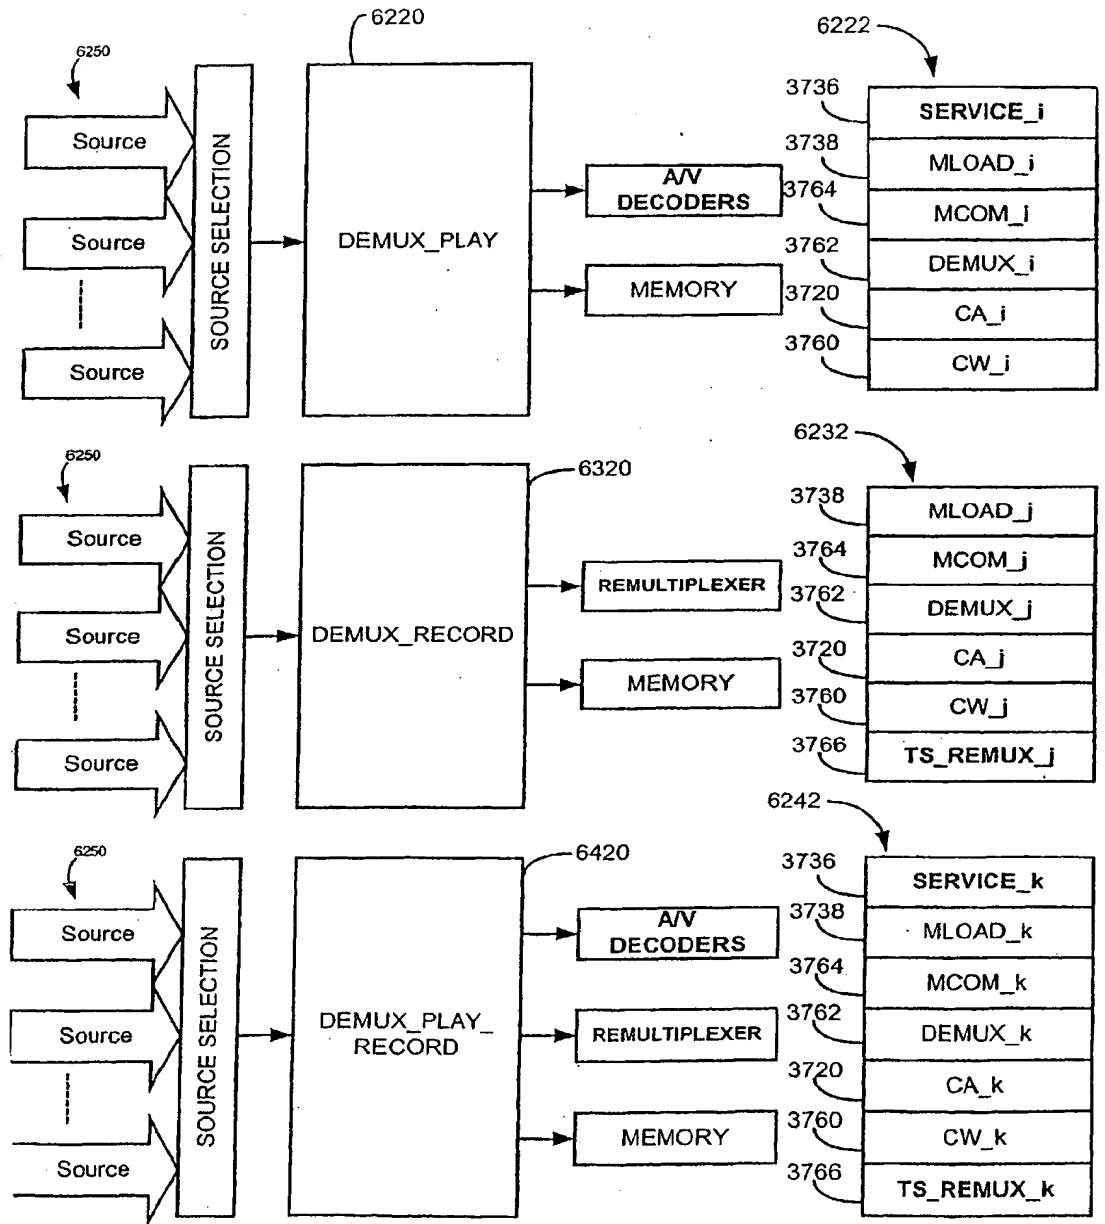 6220
6222
6250
3736
SERVICE_i
Source
3738
MLOAD_i
A/V
DECODERS
3764
MCOM_i
SOURCE SELECTION
Source
DEMUX_PLAY
3762
DEMUX_i
MEMORY
3720
CA_i
Source
3760
CW_i
6232
6250
6320
3738
MLOAD_j
Source
3764
MCOM_j
REMULTIPLEXER
3762
DEMUX_j
SOURCE SELECTION
Source
DEMUX_RECORD
3720
CA_j
MEMORY
3760
CW_j
Source
3766
TS_REMUX_j
6242
6250
6420
3736
SERVICE_k
Source
A/V
DECODERS
3738
MLOAD_k
3764
MCOM_k
SOURCE SELECTION
Source
DEMUX_PLAY_
RECORD
REMULTIPLEXER
3762
DEMUX_k
3720
CA_k
MEMORY
3760
CW_k
Source
3766
TS_REMUX_k